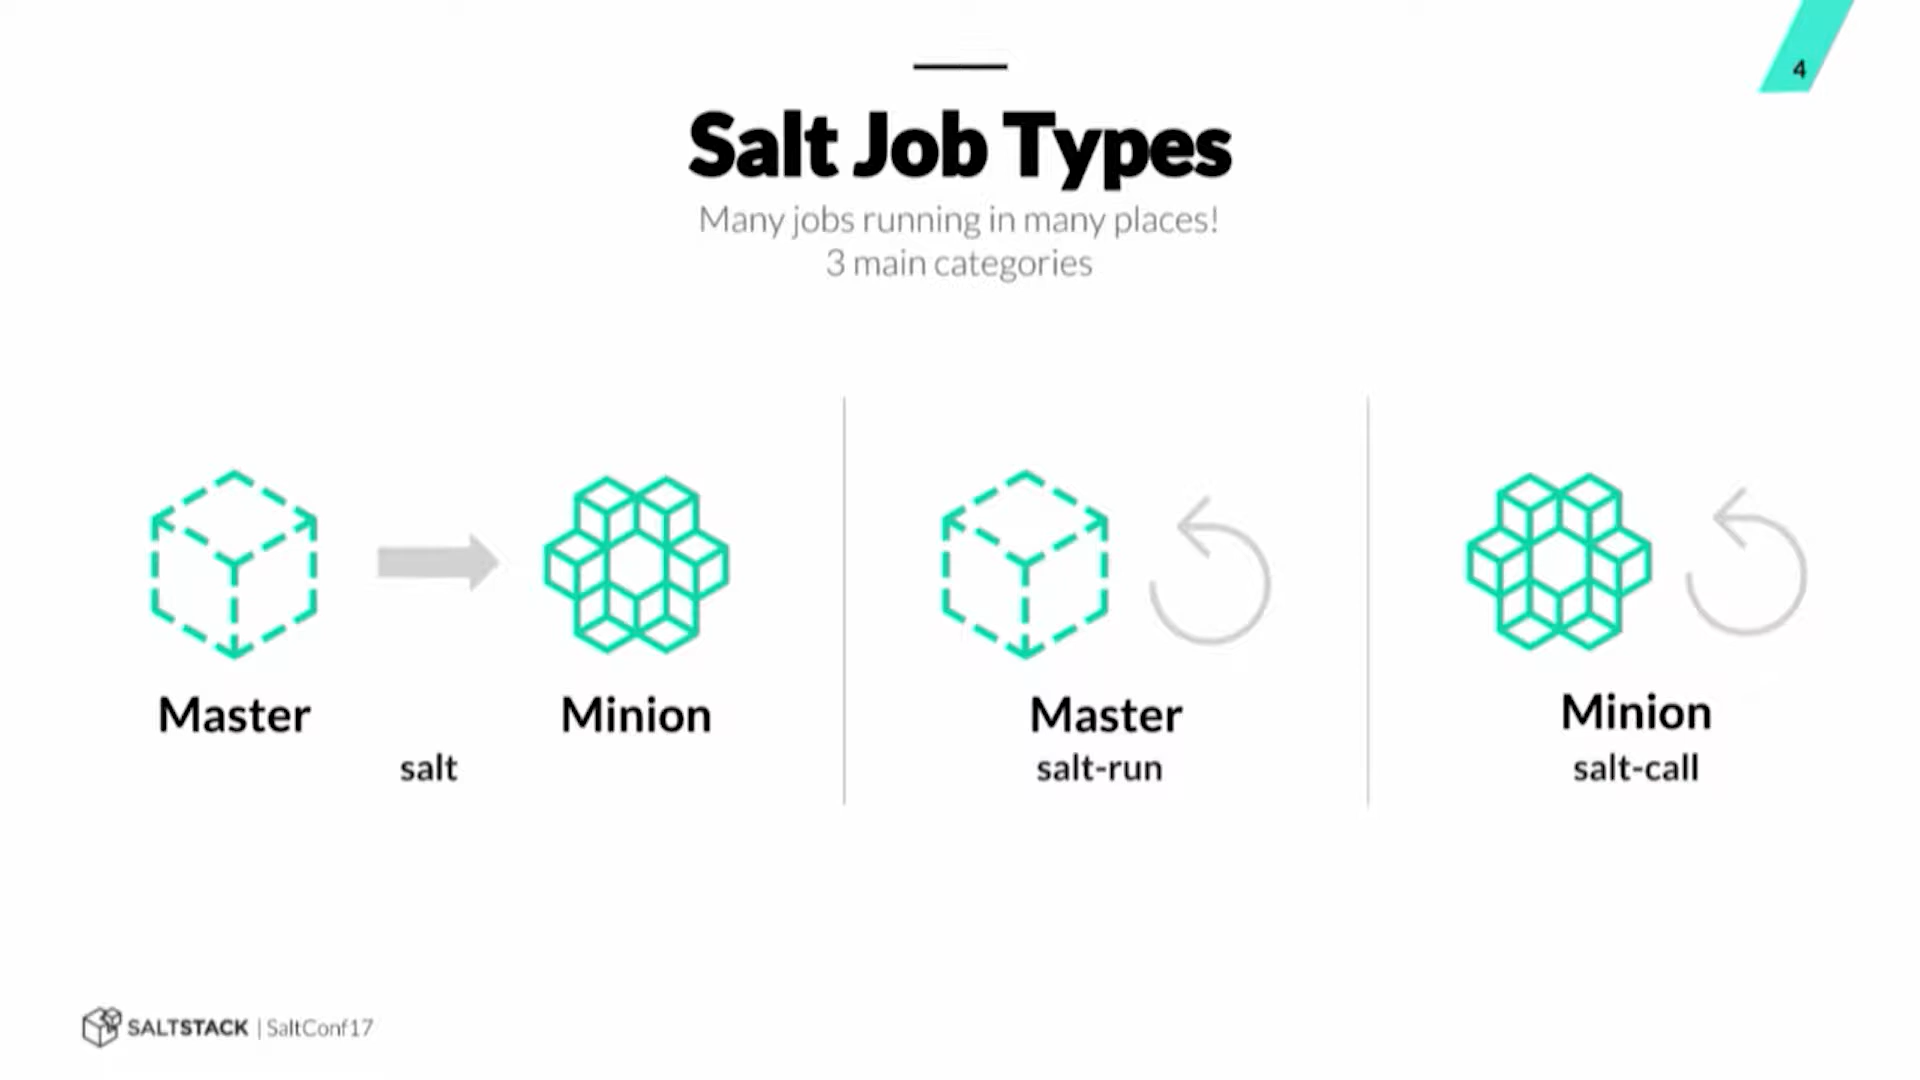 4
Salt Job Types
Many jobs running in many places!
3 main categories
Master
Minion
salt
Master
salt-run
Minion
salt-call
SALTSTACK | SaltConf17